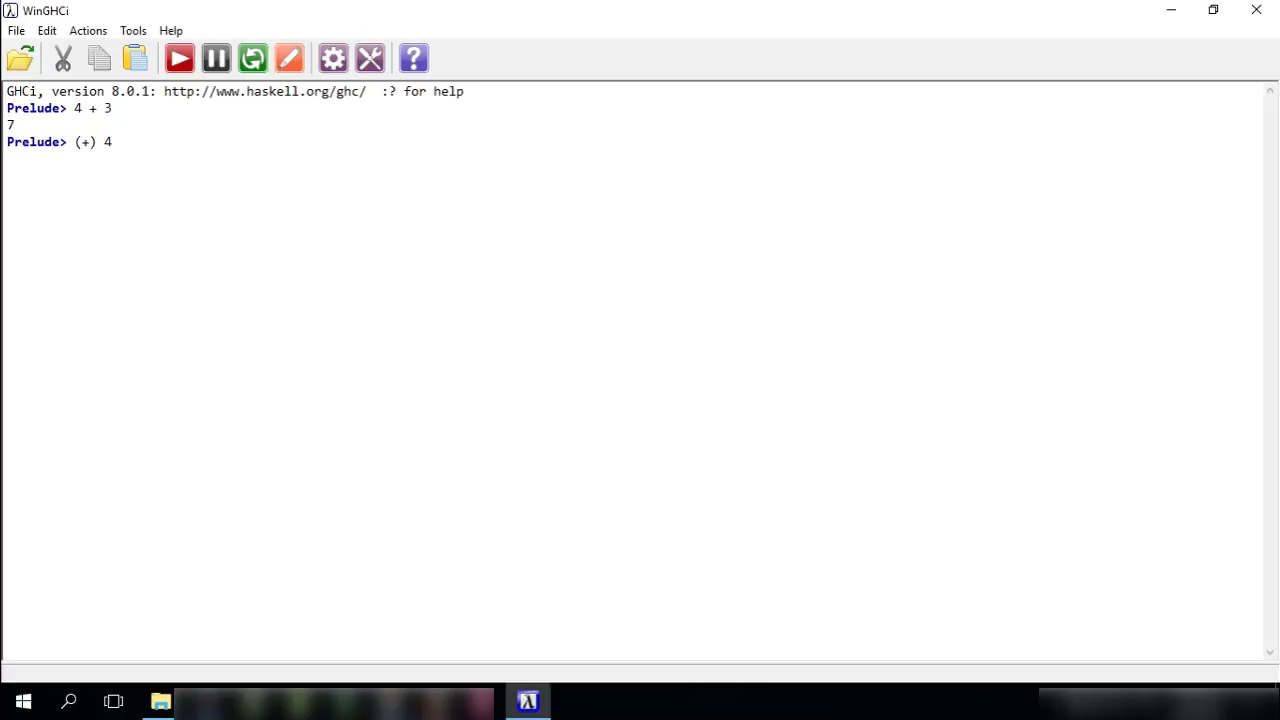 WinGHCi
File Edit Actions Tools Help
GHCi, version 8.0.1: http://www.haskell.org/ghc/  :? for help
Prelude> 4 + 3
7
Prelude> (+) 4